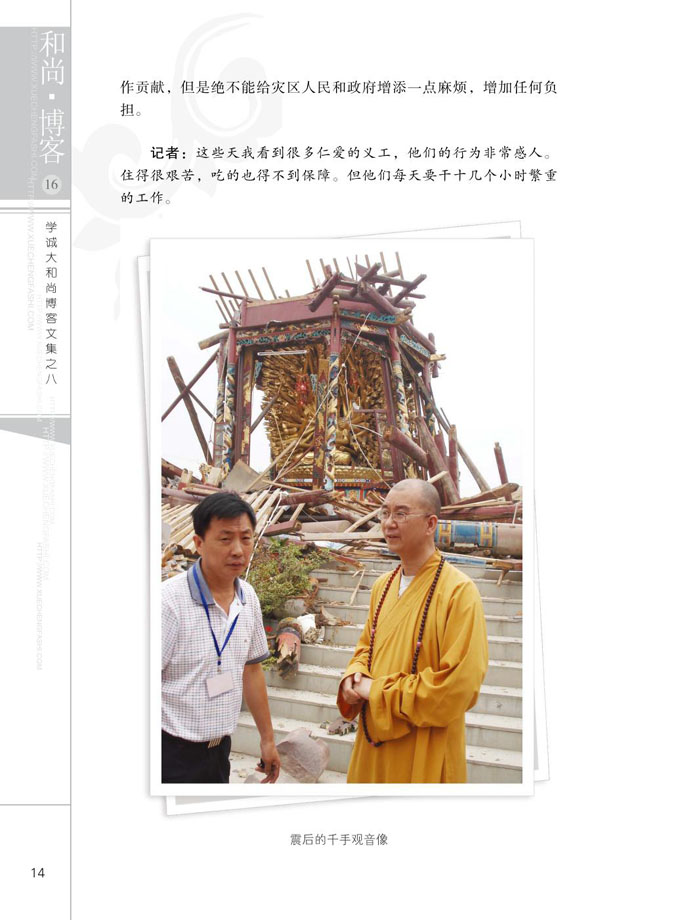 和尚·博客
16
学诚大和尚博客文集之八
HTTP://WWW.XUECHENGFASHI.COM
作贡献，但是绝不能给灾区人民和政府增添一点麻烦，增加任何负
担。
记者：这些天我看到很多仁爱的义工，他们的行为非常感人。
住得很艰苦，吃的也得不到保障。但他们每天要干十几个小时繁重
的工作。
震后的千手观音像
14